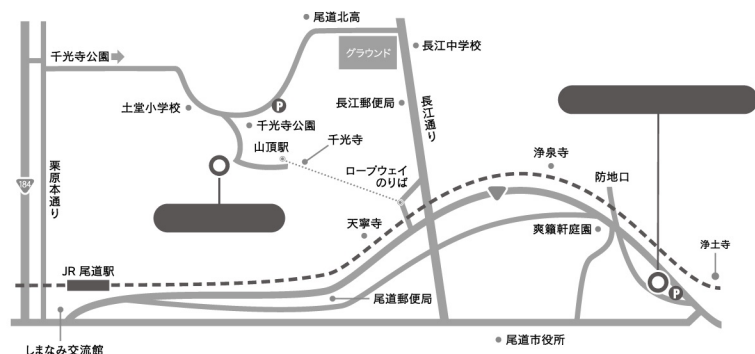 尾道北高
千光寺公園
グラウンド
長江中学校
土堂小学校
P
長江郵便局
長江通り
千光寺公園
山頂駅
千光寺
栗原本通り
184
ロープウェイ
のりば
浄泉寺
防地口
天寧寺
爽籟軒庭園
浄土寺
JR 尾道駅
尾道郵便局
P
しまなみ交流館
尾道市役所